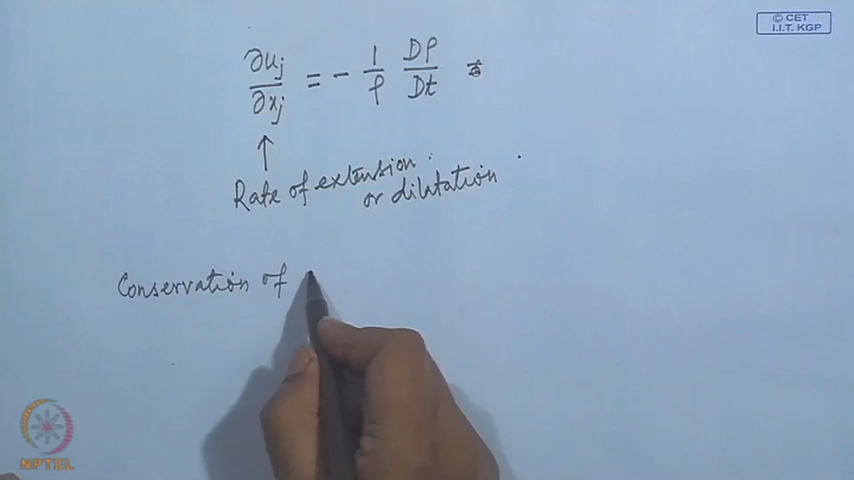 © CET
I.I.T. KGP
∂uⱼ/∂xⱼ = - 1/ρ Dρ/Dt
↑
Rate of extension
or dilatation
Conservation of
NPTEL